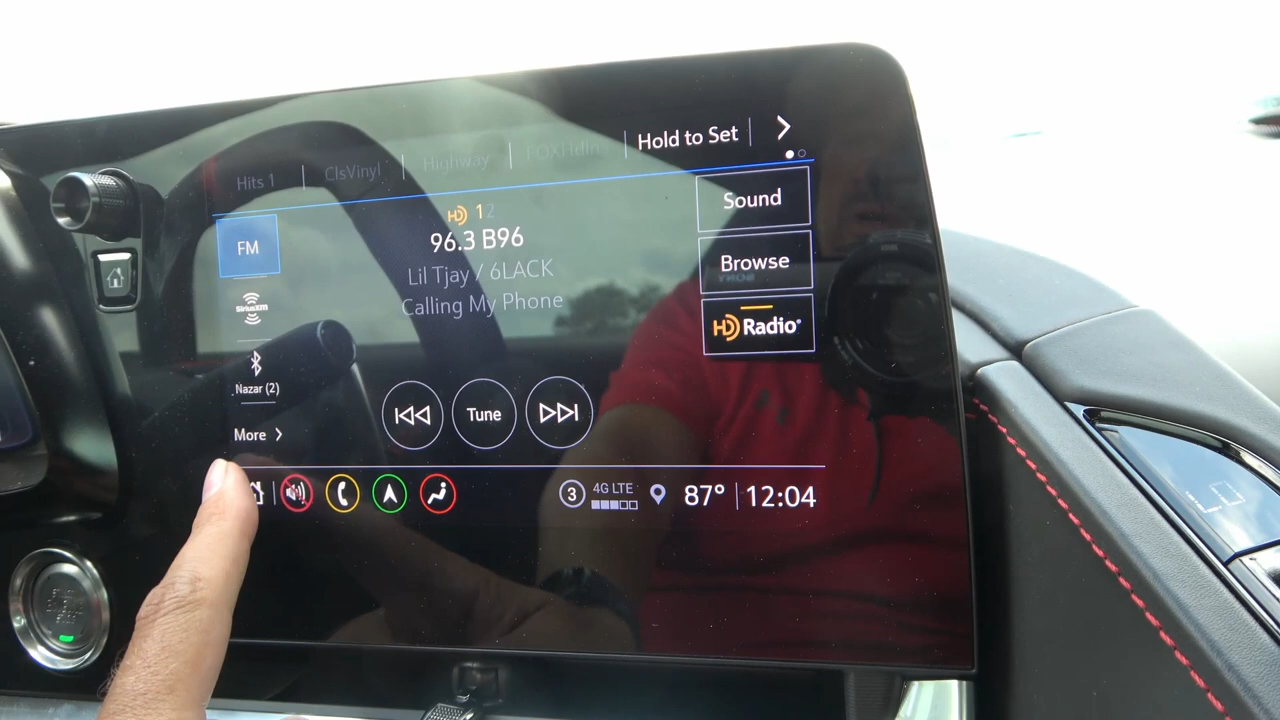 Hits 1 ClsVinyl Highway FOXHdlns Hold to Set
HD 1 2
96.3 B96
Lil Tjay / 6LACK
Calling My Phone
FM
SiriusXM
Nazar (2)
More
Sound
Browse
HD Radio®
Tune
3 4G LTE 87° 12:04